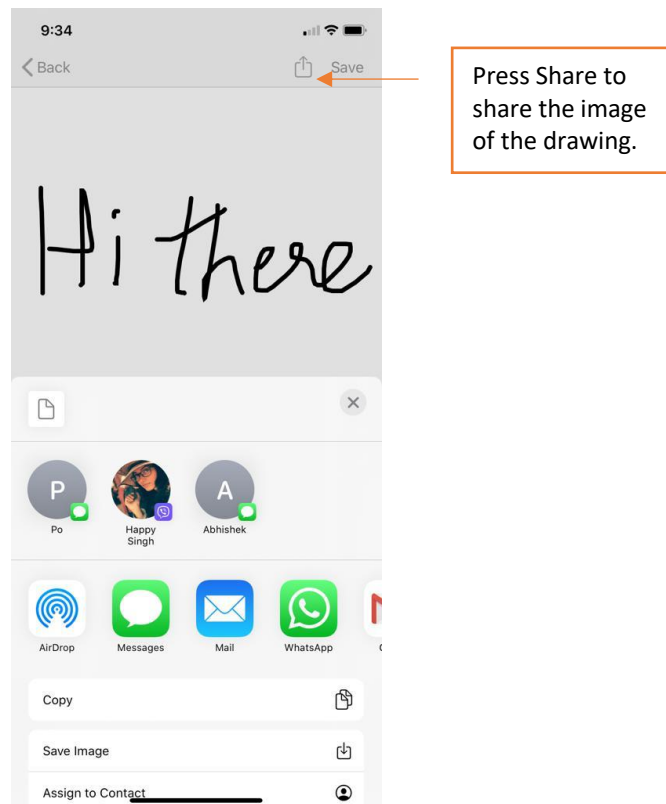 9:34
Back
Save
Press Share to
share the image
of the drawing.
Hi there
P
A
Po
Happy
Singh
Abhishek
AirDrop
Messages
Mail
WhatsApp
Copy
Save Image
Assign to Contact